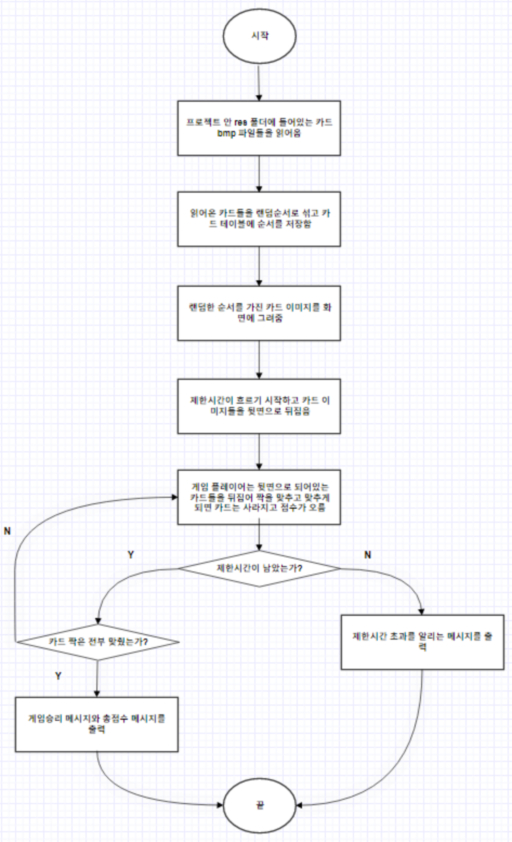 시작
프로젝트 안 res 폴더에 들어있는 카드
bmp 파일들을 읽어옴
읽어온 카드들을 랜덤순서로 섞고 카
드 테이블에 순서를 저장함
랜덤한 순서를 가진 카드 이미지를 화
면에 그려줌
제한시간이 흐르기 시작하고 카드 이
미지들을 뒷면으로 뒤집음
게임 플레이어는 뒷면으로 되어있는
카드들을 뒤집어 짝을 맞추고 맞추게
되면 카드는 사라지고 점수가 오름
N
Y
제한시간이 남았는가?
N
카드 짝은 전부 맞췄는가?
제한시간 초과를 알리는 메시지를 출
력
Y
게임승리 메시지와 총점수 메시지를
출력
끝